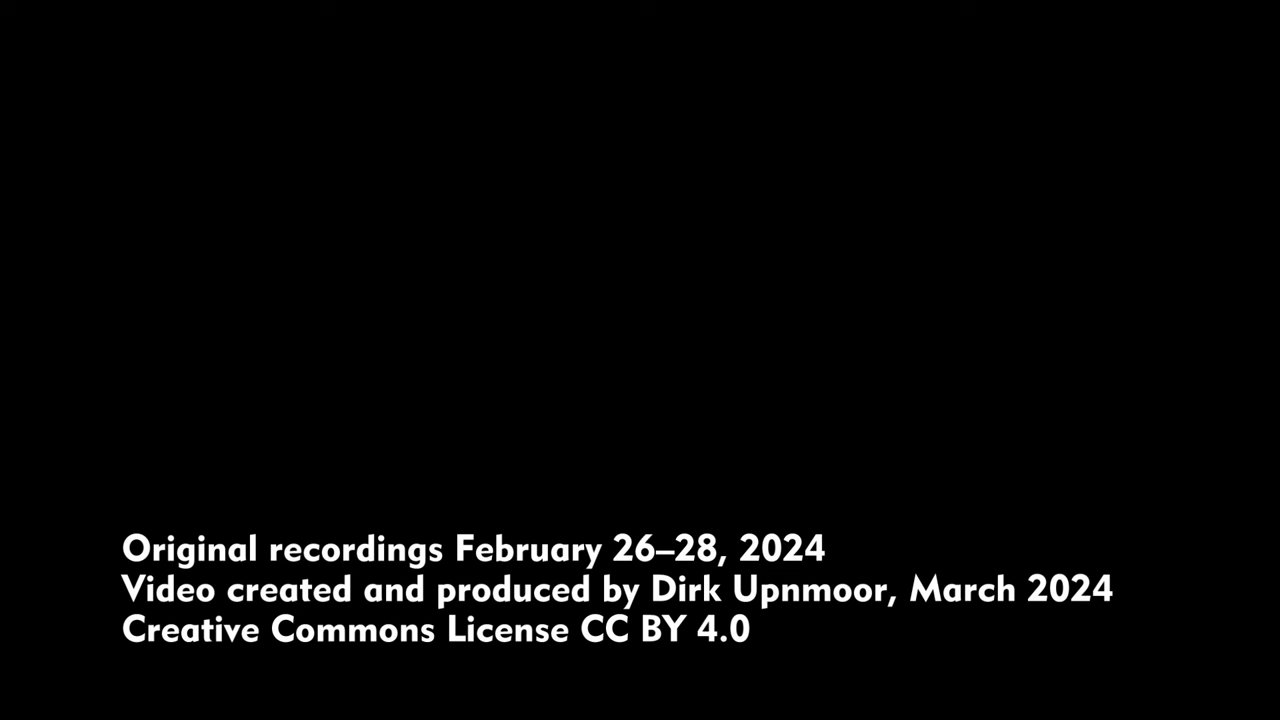 Original recordings February 26–28, 2024
Video created and produced by Dirk Upnmoor, March 2024
Creative Commons License CC BY 4.0